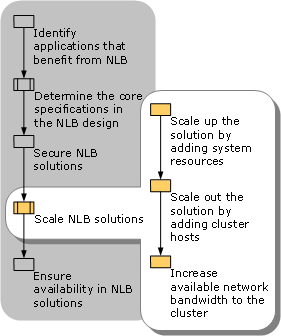 Identify
applications that
benefit from NLB
Determine the core
specifications in
the NLB design
Secure NLB
solutions
Scale NLB solutions
Ensure
availability in NLB
solutions
Scale up the
solution by
adding system
resources
Scale out the
solution by
adding cluster
hosts
Increase
available network
bandwidth to the
cluster